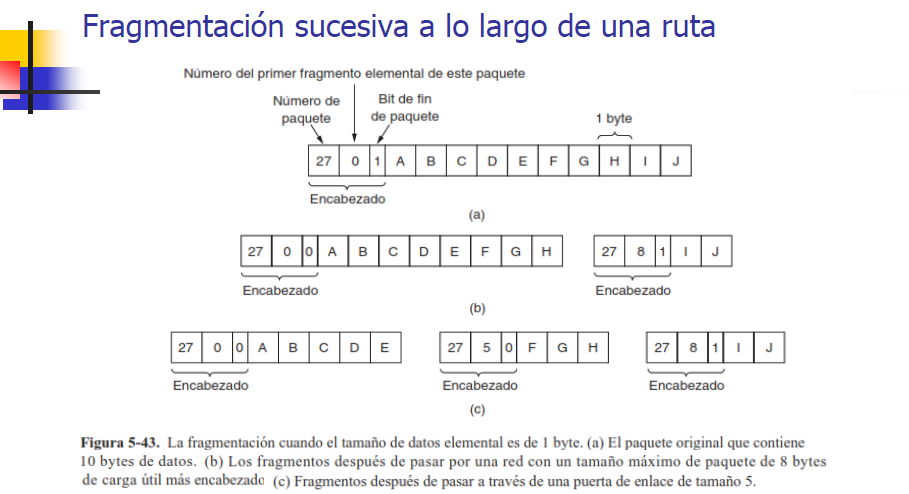 Fragmentación sucesiva a lo largo de una ruta
Número del primer fragmento elemental de este paquete
Número de paquete
Bit de fin de paquete
1 byte
27 0 1 A B C D E F G H I J
Encabezado
(a)
27 0 0 A B C D E F G H
27 8 1 I J
Encabezado
Encabezado
(b)
27 0 0 A B C D E
27 5 0 F G H
27 8 1 I J
Encabezado
Encabezado
Encabezado
(c)
Figura 5-43. La fragmentación cuando el tamaño de datos elemental es de 1 byte. (a) El paquete original que contiene
10 bytes de datos. (b) Los fragmentos después de pasar por una red con un tamaño máximo de paquete de 8 bytes
de carga útil más encabezado (c) Fragmentos después de pasar a través de una puerta de enlace de tamaño 5.